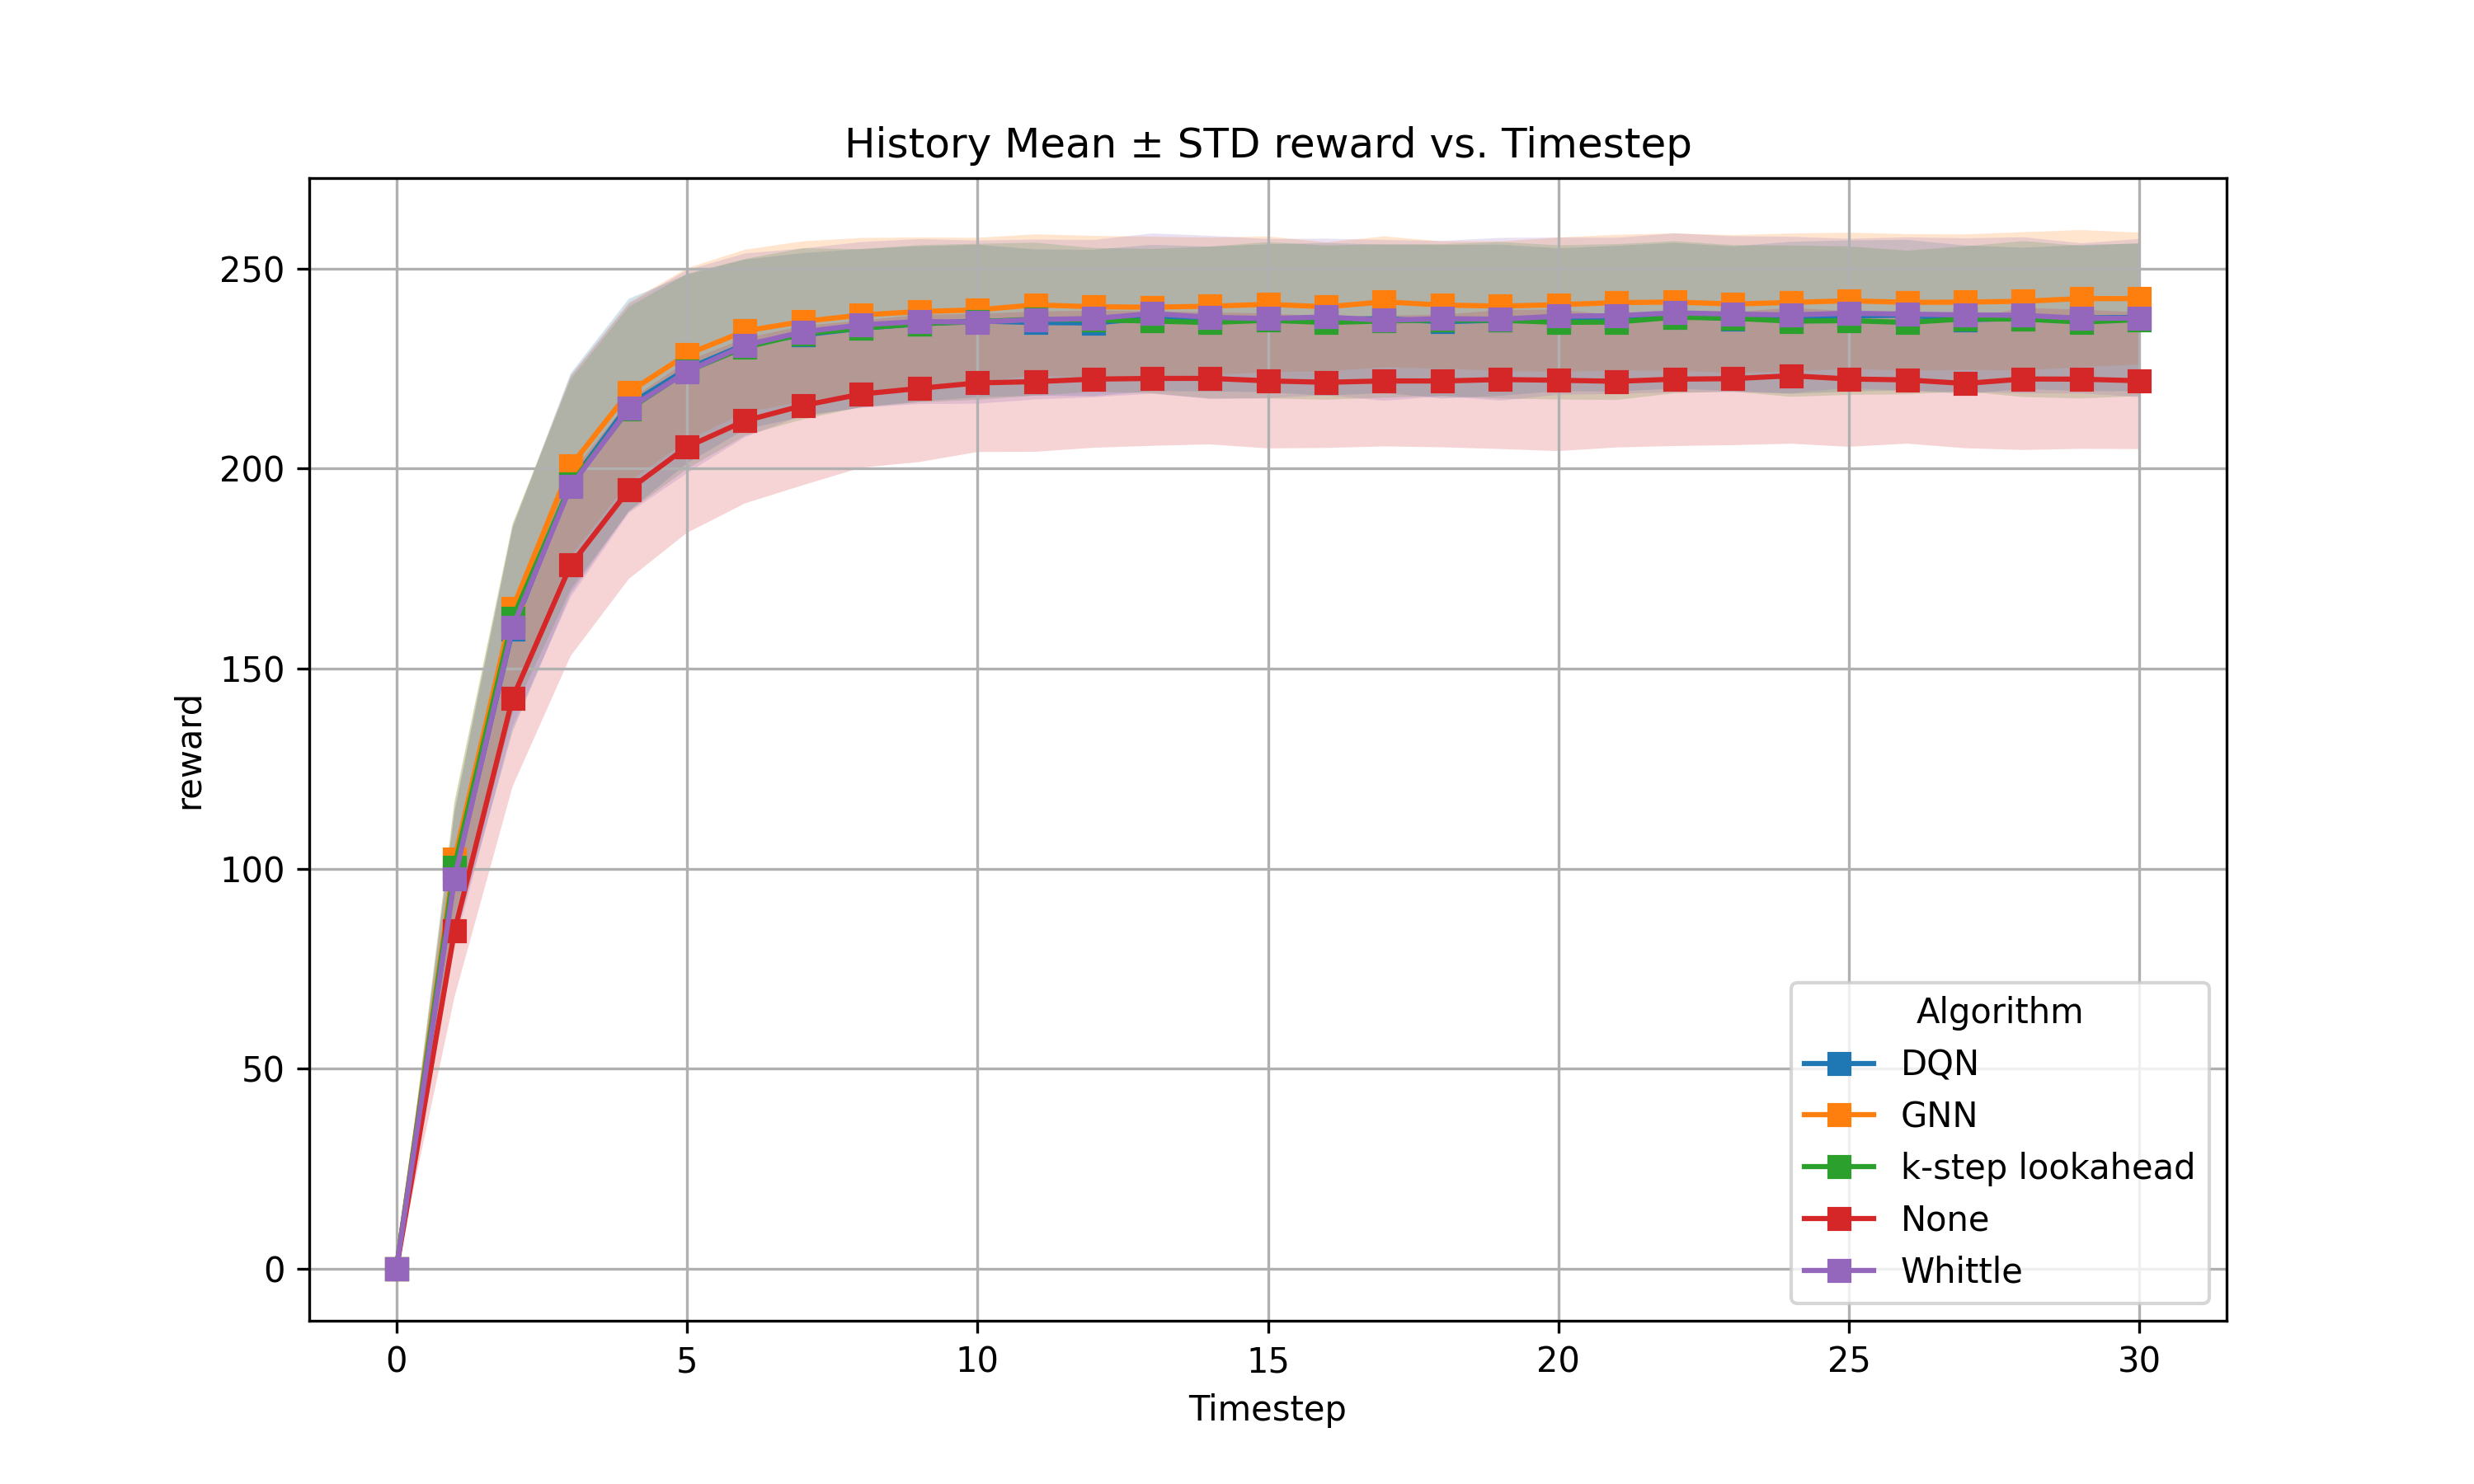 History Mean ± STD reward vs. Timestep
reward
250
200
150
100
50
0
0 5 10 15 20 25 30
Timestep
Algorithm
DQN
GNN
k-step lookahead
None
Whittle